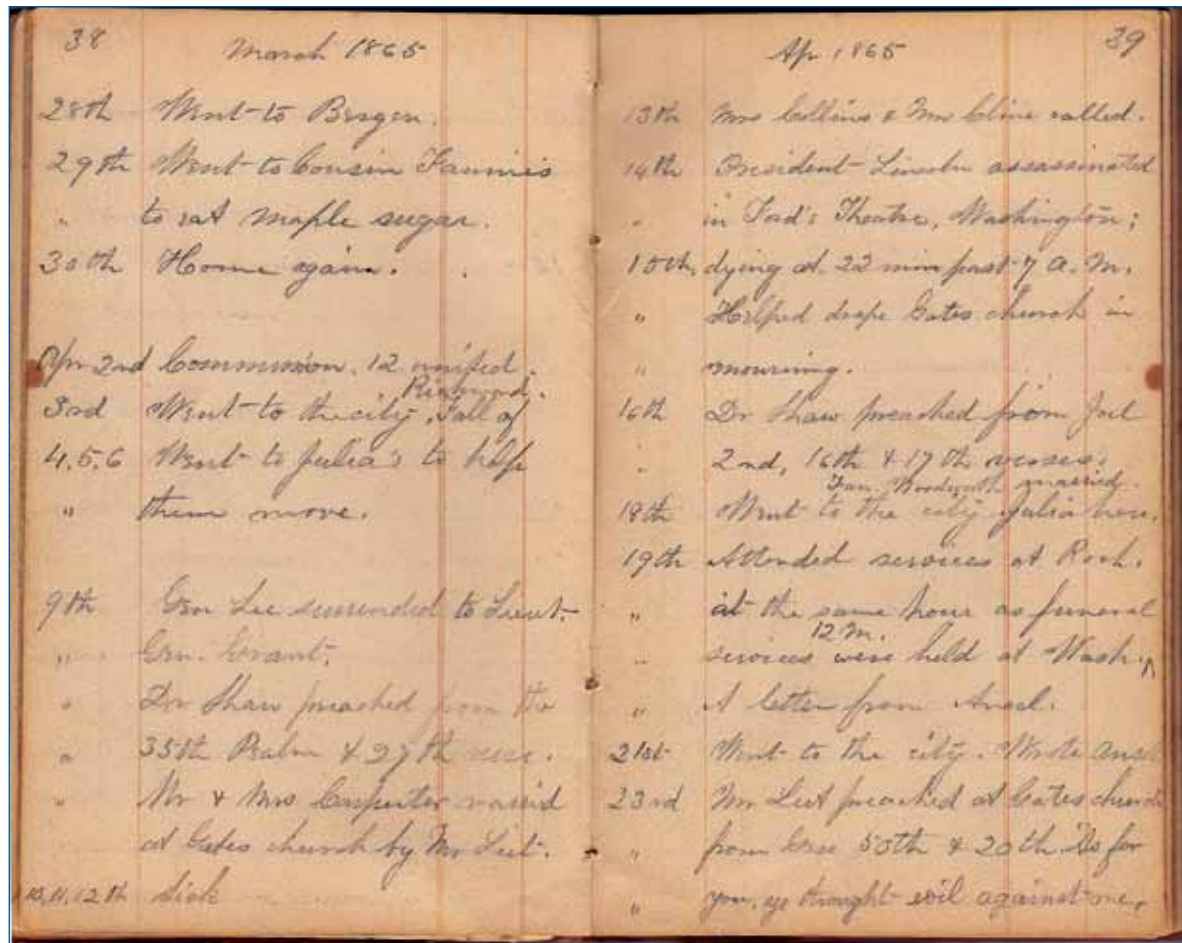 38
March 1865
28th Went to Bergen.
29th Went to Cousin Fannie's
" to eat maple sugar.
30th Home again.
Apr 2nd Communion. 12 united.
Richmond.
3rd Went to the city. Fall of
4.5.6 Went to Julia's to help
" them move.
9th Gen Lee surrended to Lieut-
" Gen. Grant.
" Dr Shaw preached from the
" 35th Psalm & 27th verse.
" Mr & Mrs Carpenter married
at Gates church by Mr Leet.
10,11,12th Sick
39
Ap 1865
13th Mrs Collins & Mrs Cline called.
14th President Lincoln assassinated
" in Ford's Theatre, Washington;
15th, dying at 22 min past 7 A.M.
" Helped drape Gates church in
" mourning.
16th Dr Shaw preached from Joel
" 2nd, 16th & 17th verses.
Fan Woodworth married.
18th Went to the city Julia here.
19th Attended services at Roch.
" at the same hour as funeral
12 M.
" services were held at Wash.
" A letter from Ansel.
21st Went to the city. Wrote Ansel
23rd Mr Leet preached at Gates church
" from Gen 50th & 20th "As for
" you, ye thought evil against me,